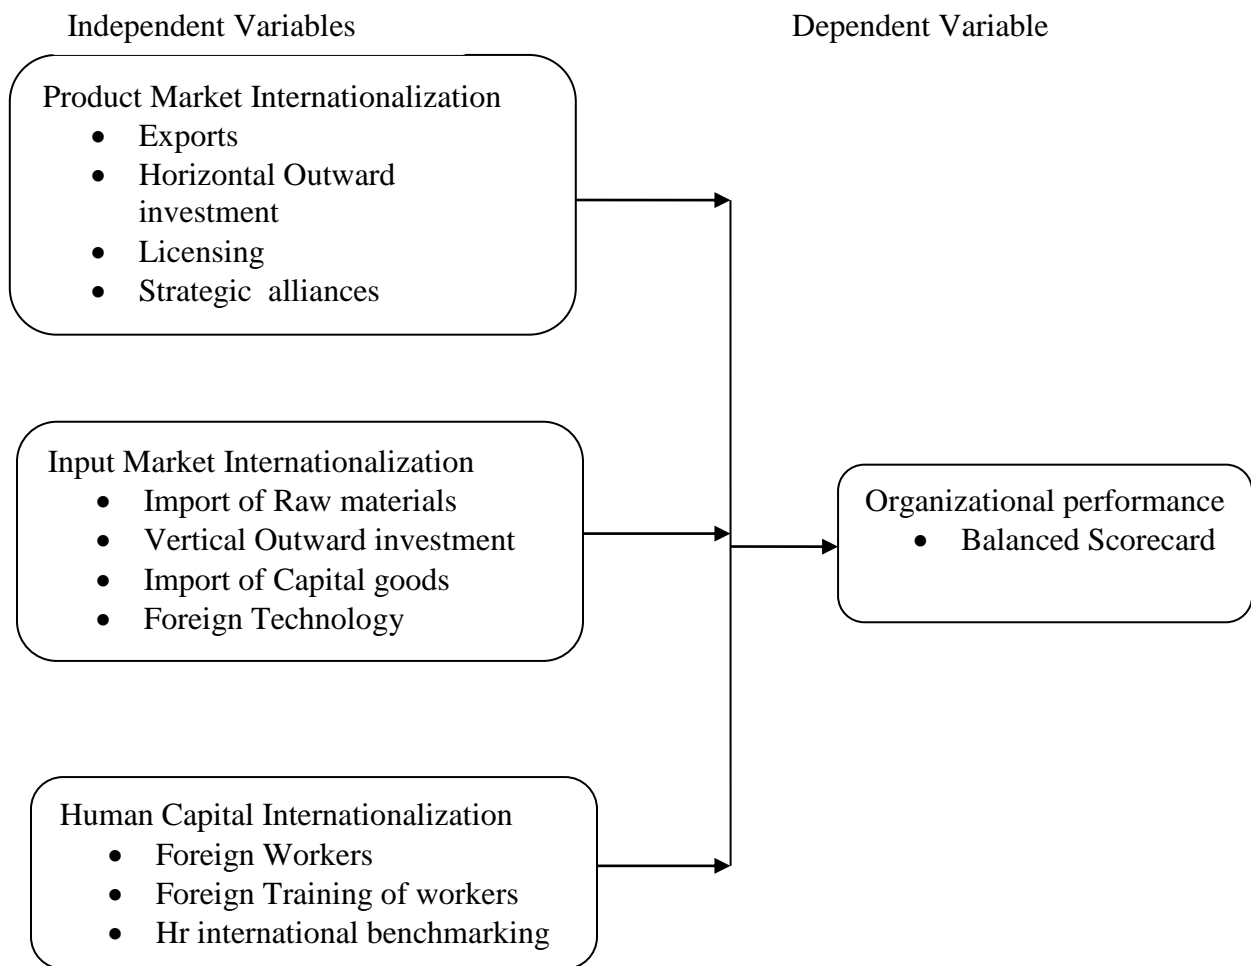 Independent Variables
Dependent Variable
Product Market Internationalization
• Exports
• Horizontal Outward
investment
• Licensing
• Strategic alliances
Input Market Internationalization
• Import of Raw materials
• Vertical Outward investment
• Import of Capital goods
• Foreign Technology
Organizational performance
• Balanced Scorecard
Human Capital Internationalization
• Foreign Workers
• Foreign Training of workers
• Hr international benchmarking